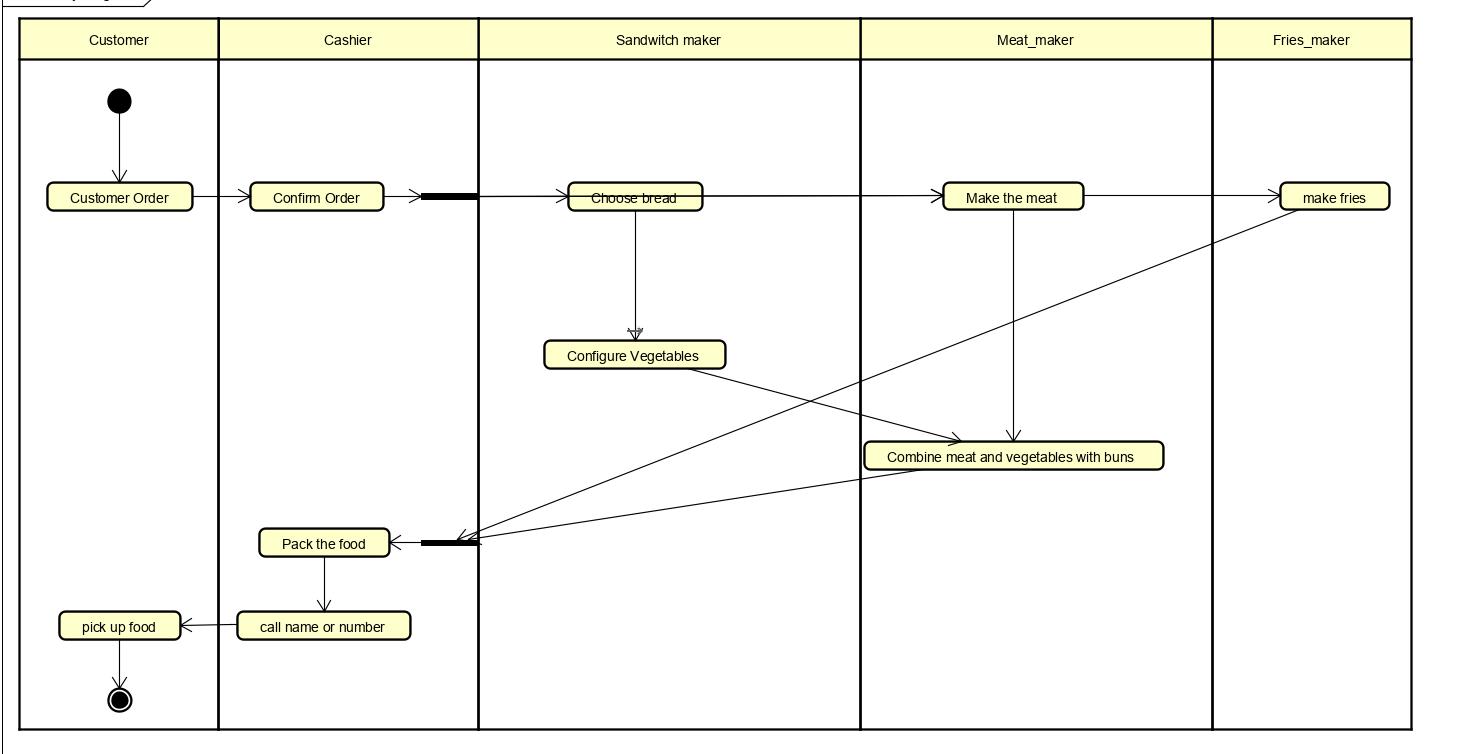 Customer
Cashier
Sandwitch maker
Meat_maker
Fries_maker
Customer Order
Confirm Order
Choose bread
Make the meat
make fries
Configure Vegetables
Combine meat and vegetables with buns
Pack the food
pick up food
call name or number